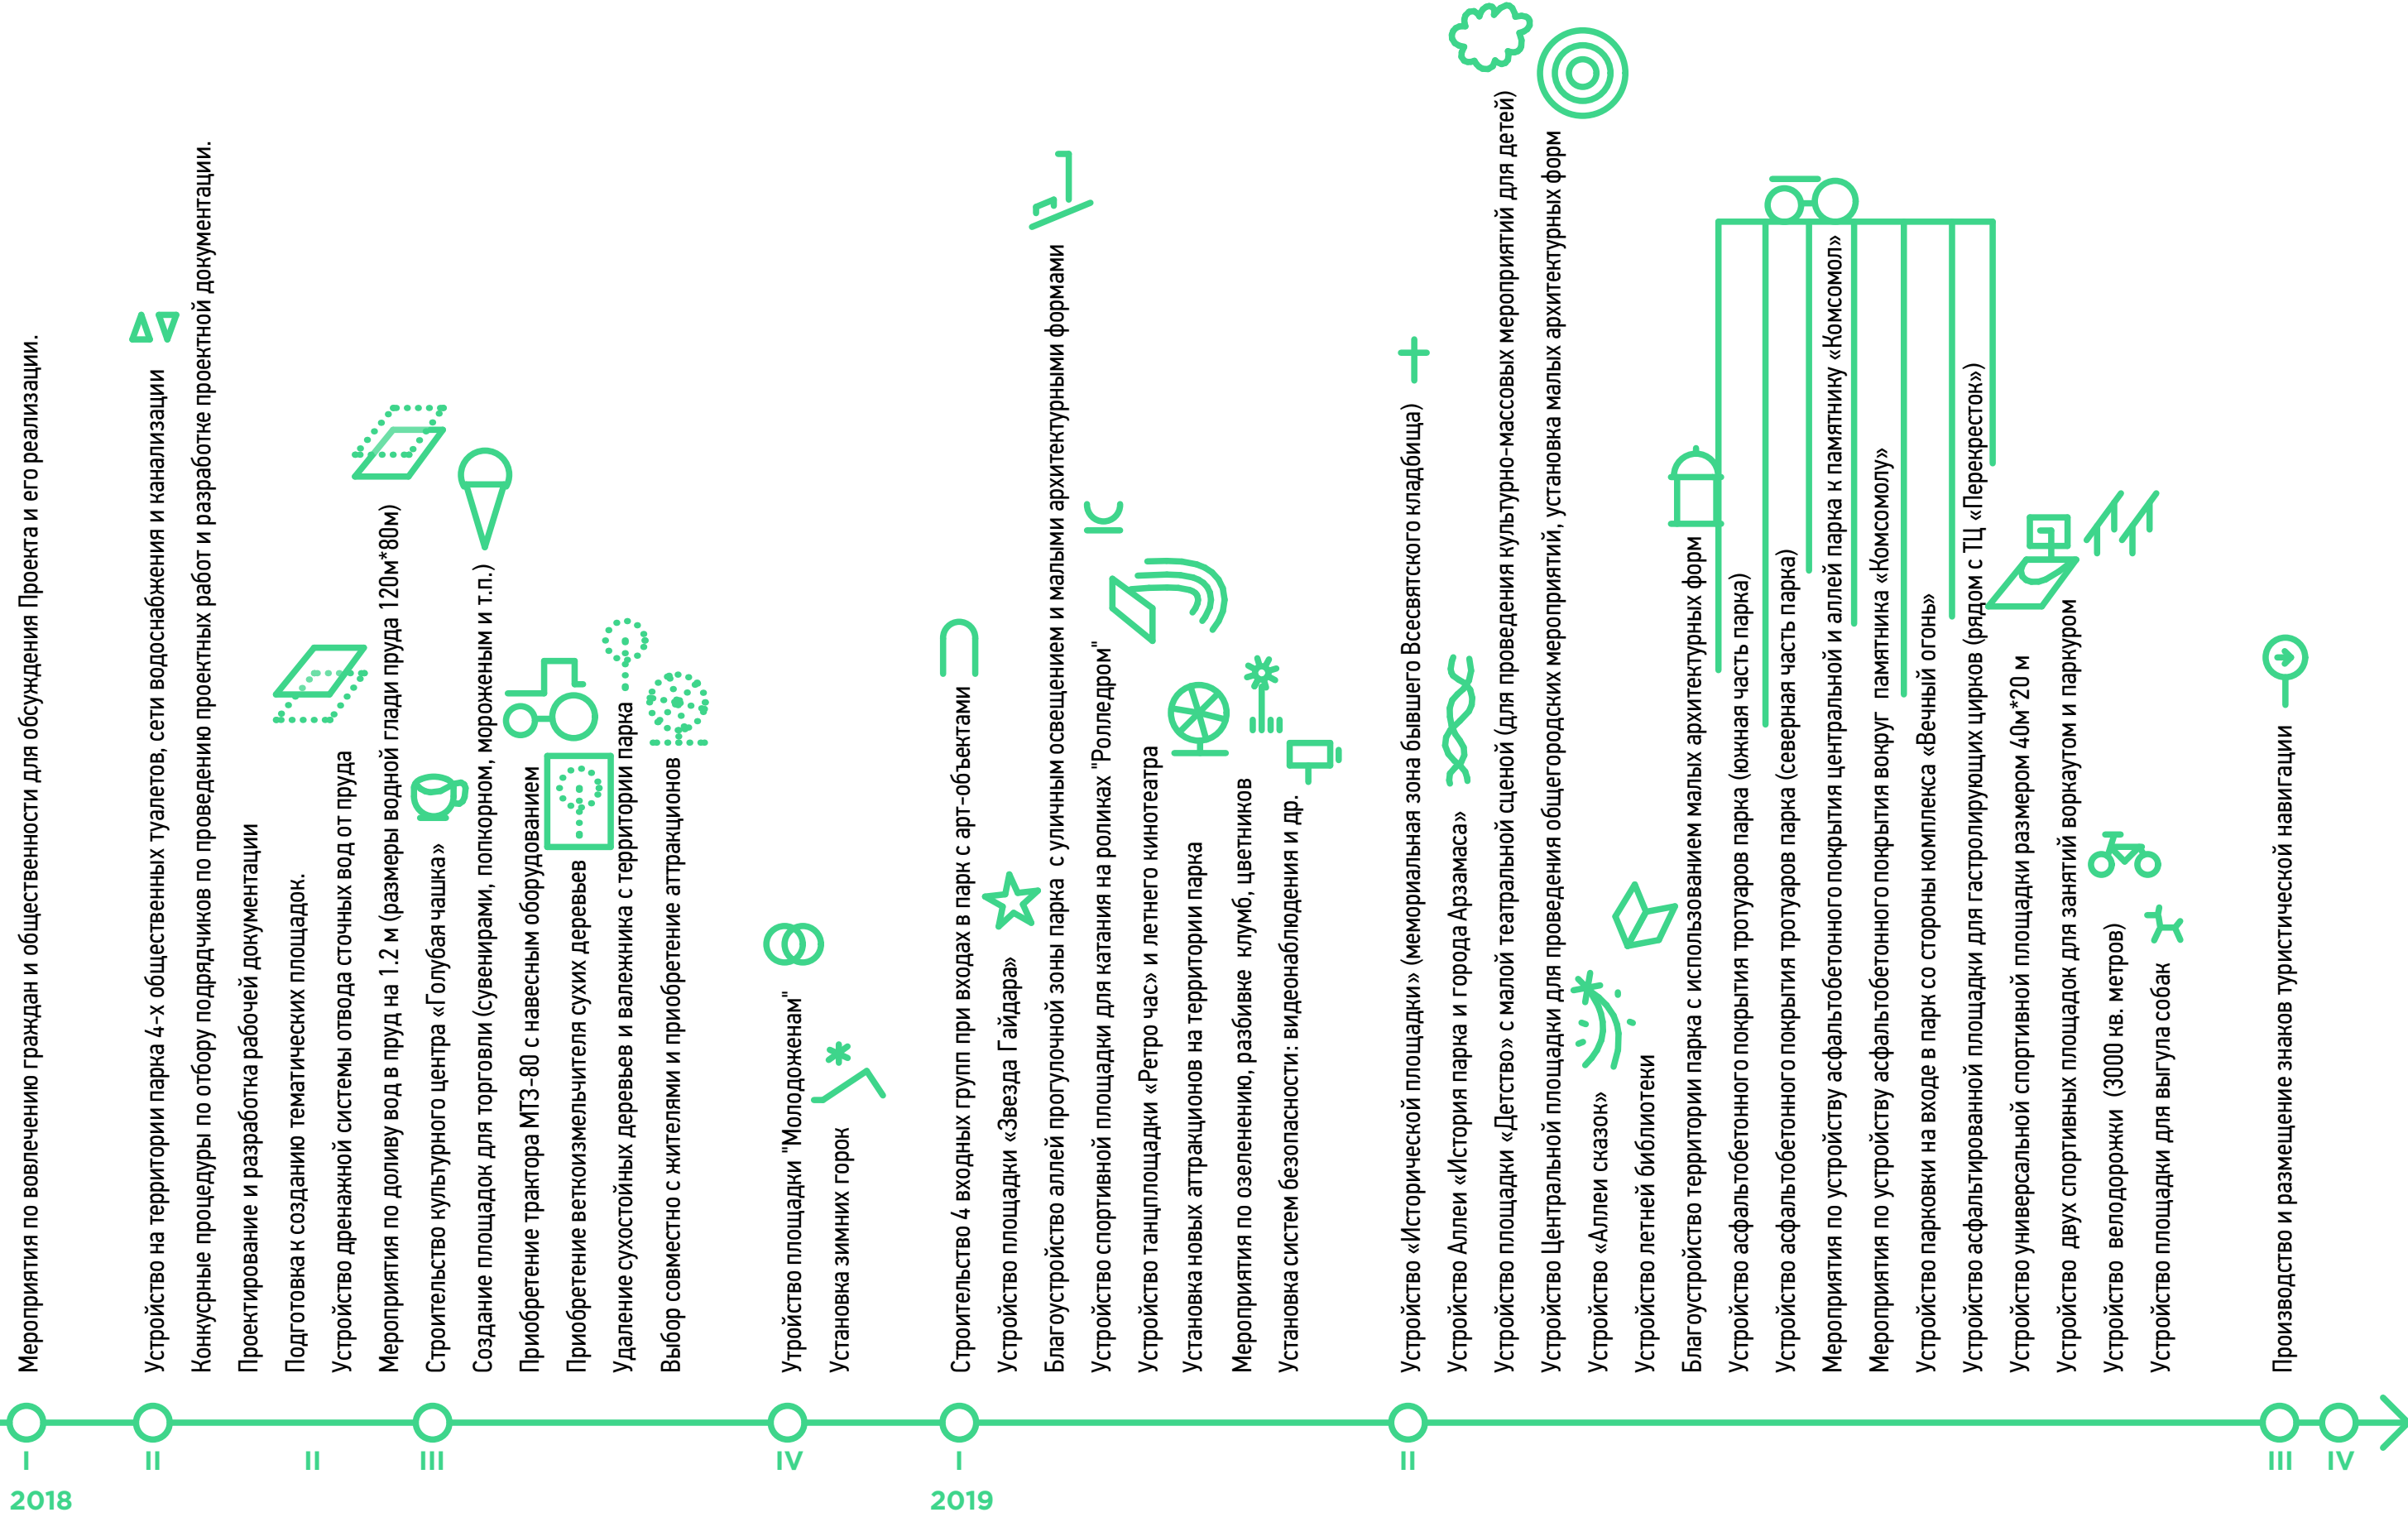 Мероприятия по вовлечению граждан и общественности для обсуждения Проекта и его реализации.
Устройство на территории парка 4-х общественных туалетов, сети водоснабжения и канализации
Конкусрные процедуры по отбору подрядчиков по проведению проектных работ и разработке проектной документации.
Проектирование и разработка рабочей документации
Подготовка к созданию тематических площадок.
Устройство дренажной системы отвода сточных вод от пруда
Мероприятия по доливу вод в пруд на 1.2 м (размеры водной глади пруда 120м*80м)
Строительство культурного центра «Голубая чашка»
Создание площадок для торговли (сувенирами, попкорном, мороженым и т.п.)
Приобретение трактора МТЗ-80 с навесным оборудованием
Приобретение веткоизмельчителя сухих деревьев
Удаление сухостойных деревьев и валежника с территории парка
Выбор совместно с жителями и приобретение аттракционов
Утройство площадки "Молодоженам"
Установка зимних горок
Строительство 4 входных групп при входах в парк с арт-объектами
Устройство площадки «Звезда Гайдара»
Благоустройство аллей прогулочной зоны парка с уличным освещением и малыми архитектурными формами
Устройство спортивной площадки для катания на роликах "Ролледром"
Устройство танцплощадки «Ретро час» и летнего кинотеатра
Установка новых аттракционов на территории парка
Мероприятия по озеленению, разбивке клумб, цветников
Установка систем безопасности: видеонаблюдения и др.
Устройство «Исторической площадки» (мемориальная зона бывшего Всесвятского кладбища)
Устройство Аллеи «История парка и города Арзамаса»
Устройство площадки «Детство» с малой театральной сценой (для проведения культурно-массовых мероприятий для детей)
Устройство Центральной площадки для проведения общегородских мероприятий, установка малых архитектурных форм
Устройство «Аллеи сказок»
Устройство летней библиотеки
Благоустройство территории парка с использованием малых архитектурных форм
Устройство асфальтобетонного покрытия тротуаров парка (южная часть парка)
Устройство асфальтобетонного покрытия тротуаров парка (северная часть парка)
Мероприятия по устройству асфальтобетонного покрытия центральной и аллей парка к памятнику «Комсомол»
Мероприятия по устройству асфальтобетонного покрытия вокруг памятника «Комсомолу»
Устройство парковки на входе в парк со стороны комплекса «Вечный огонь»
Устройство асфальтированной площадки для гастролирующих цирков (рядом с ТЦ «Перекресток»)
Устройство универсальной спортивной площадки размером 40м*20 м
Устройство двух спортивных площадок для занятий воркаутом и паркуром
Устройство велодорожки (3000 кв. метров)
Устройство площадки для выгула собак
Производство и размещение знаков туристической навигации
I II II III IV I II III IV
2018 2019